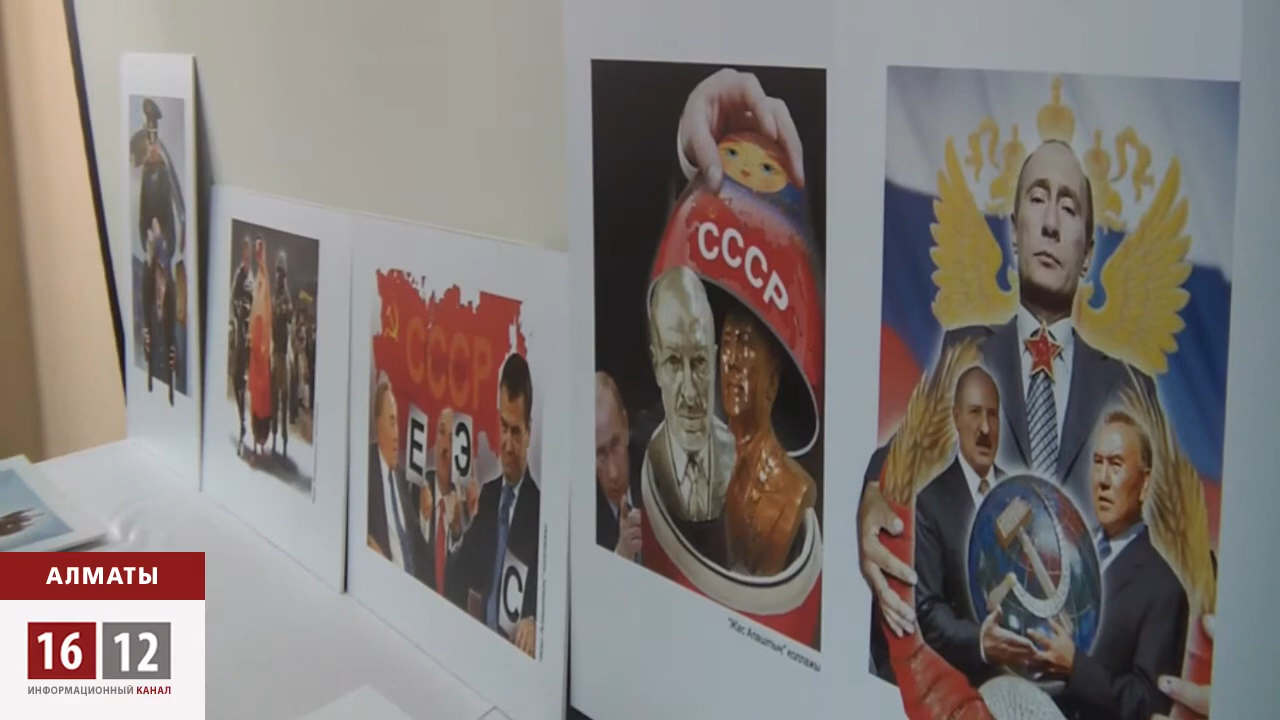 СССР
СССР
Е Э
С
"Жас Алаштың" коллажы
АЛМАТЫ
16 12
ИНФОРМАЦИОННЫЙ КАНАЛ